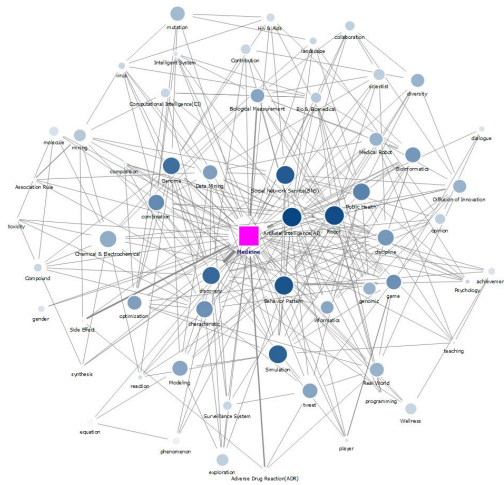 mutation
HIV & Aids
collaboration
landscape
Contribution
Intelligent System
virus
scientist
diversity
Computational Intelligence(CI)
Biological Measurement
Bio & Biomedical
molecule
mining
dialogue
Medical Robot
comparison
Genome
Data Mining
Bioinformatics
Association Rule
Social Network Service(SNS)
Public Health
Diffusion of Innovation
combination
toxicity
Artificial Intelligence(AI)
Robot
opinion
Chemical & Electrochemical
Medicine
discipline
Compound
discovery
Behavior Pattern
genomic
game
Psychology
achievement
gender
optimization
characteristic
informatics
Side Effect
teaching
Simulation
synthesis
reaction
Modeling
Real World
tweet
programming
Surveillance System
Wellness
equation
phenomenon
player
exploration
Adverse Drug Reaction(ADR)